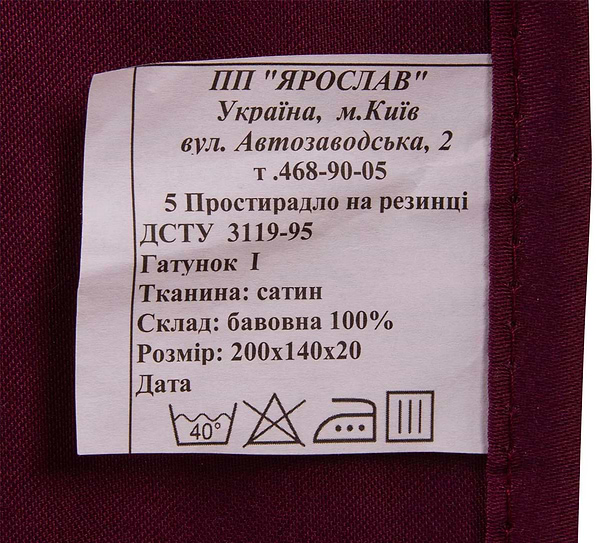 ПП "ЯРОСЛАВ"
Україна, м.Київ
вул. Автозаводська, 2
т .468-90-05
5 Простирадло на резинці
ДСТУ 3119-95
Гатунок І
Тканина: сатин
Склад: бавовна 100%
Розмір: 200х140х20
Дата
40°